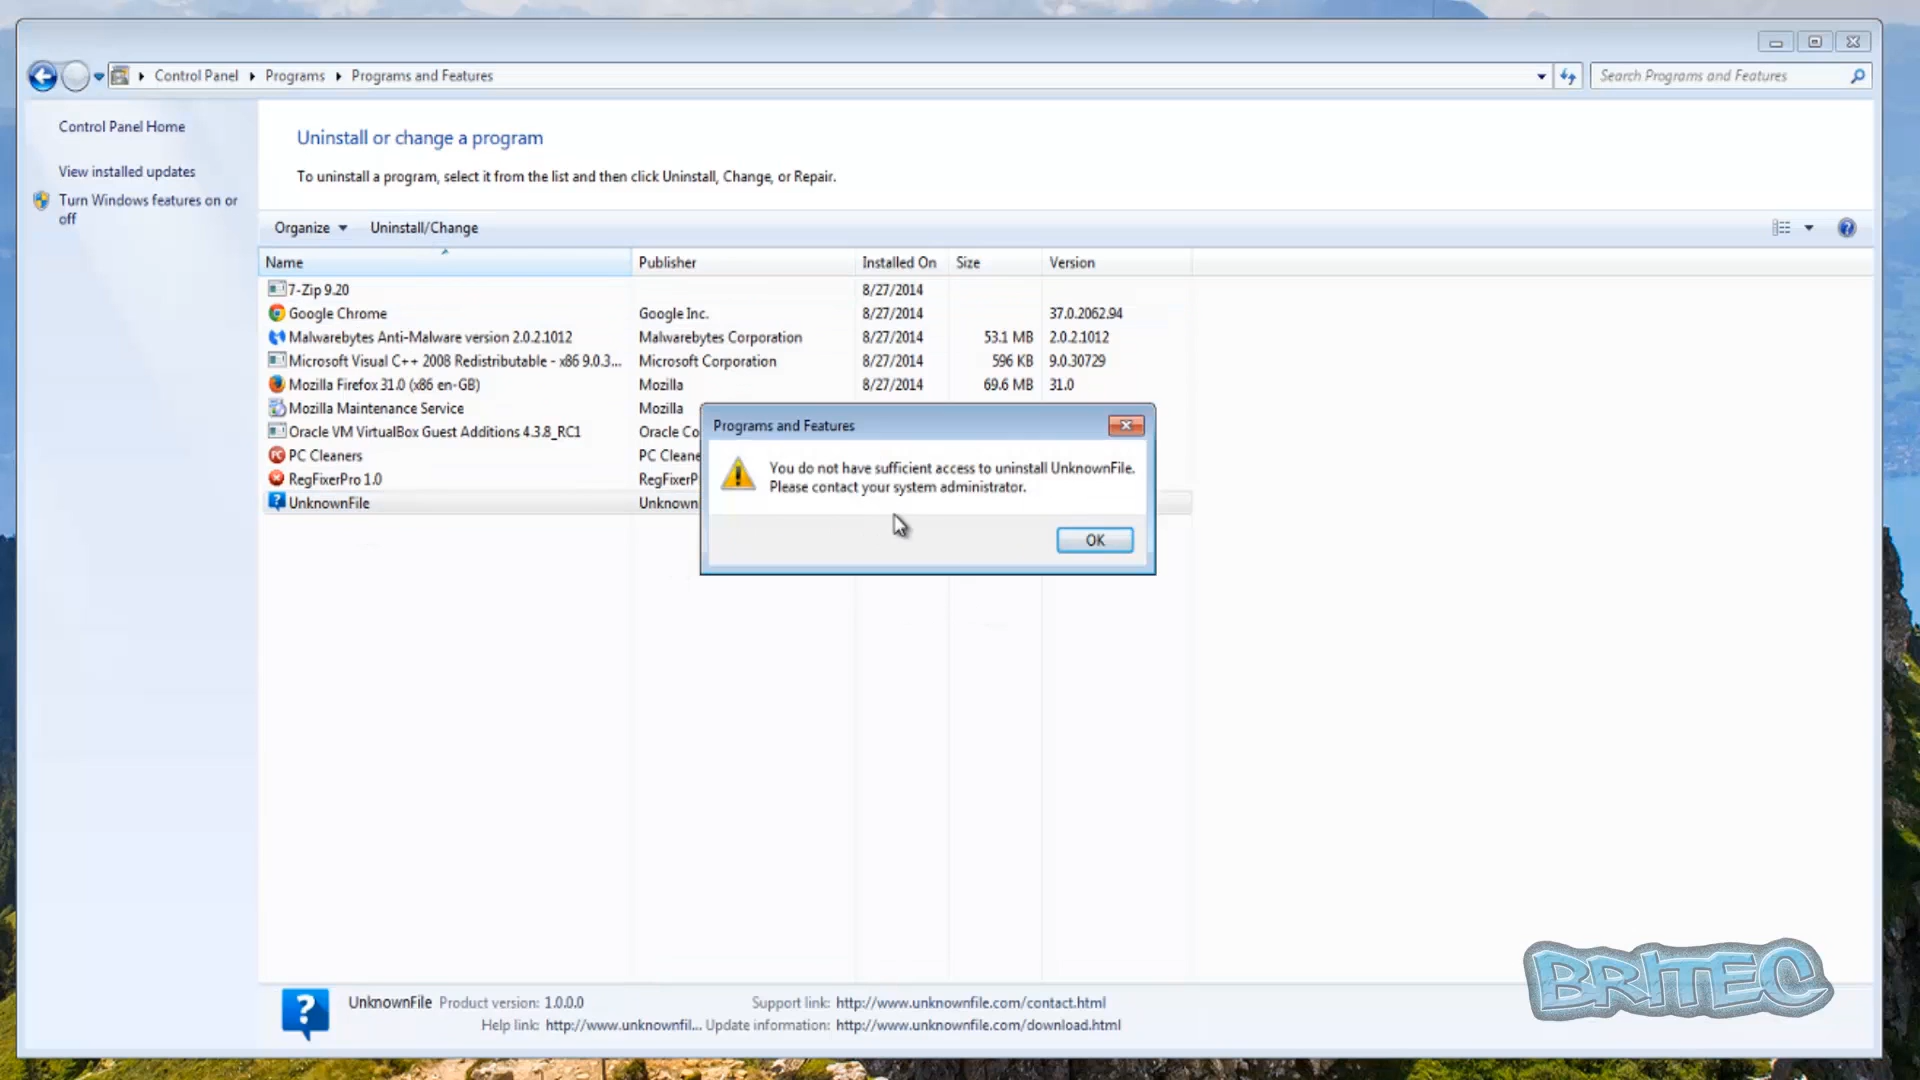 Control Panel
Programs
Programs and Features
Search Programs and Features
Control Panel Home
View installed updates
Turn Windows features on or
off
Uninstall or change a program
To uninstall a program, select it from the list and then click Uninstall, Change, or Repair.
Organize
Uninstall/Change
Name
Publisher
Installed On
Size
Version
7-Zip 9.20
8/27/2014
Google Chrome
Google Inc.
8/27/2014
37.0.2062.94
Malwarebytes Anti-Malware version 2.0.2.1012
Malwarebytes Corporation
8/27/2014
53.1 MB
2.0.2.1012
Microsoft Visual C++ 2008 Redistributable - x86 9.0.3...
Microsoft Corporation
8/27/2014
596 KB
9.0.30729
Mozilla Firefox 31.0 (x86 en-GB)
Mozilla
8/27/2014
69.6 MB
31.0
Mozilla Maintenance Service
Mozilla
Oracle VM VirtualBox Guest Additions 4.3.8_RC1
Oracle Co
PC Cleaners
PC Cleane
RegFixerPro 1.0
RegFixerP
UnknownFile
Unknown
Programs and Features
You do not have sufficient access to uninstall UnknownFile.
Please contact your system administrator.
OK
UnknownFile Product version: 1.0.0.0
Support link: http://www.unknownfile.com/contact.html
Help link: http://www.unknownfil...
Update information: http://www.unknownfile.com/download.html
BRITEC